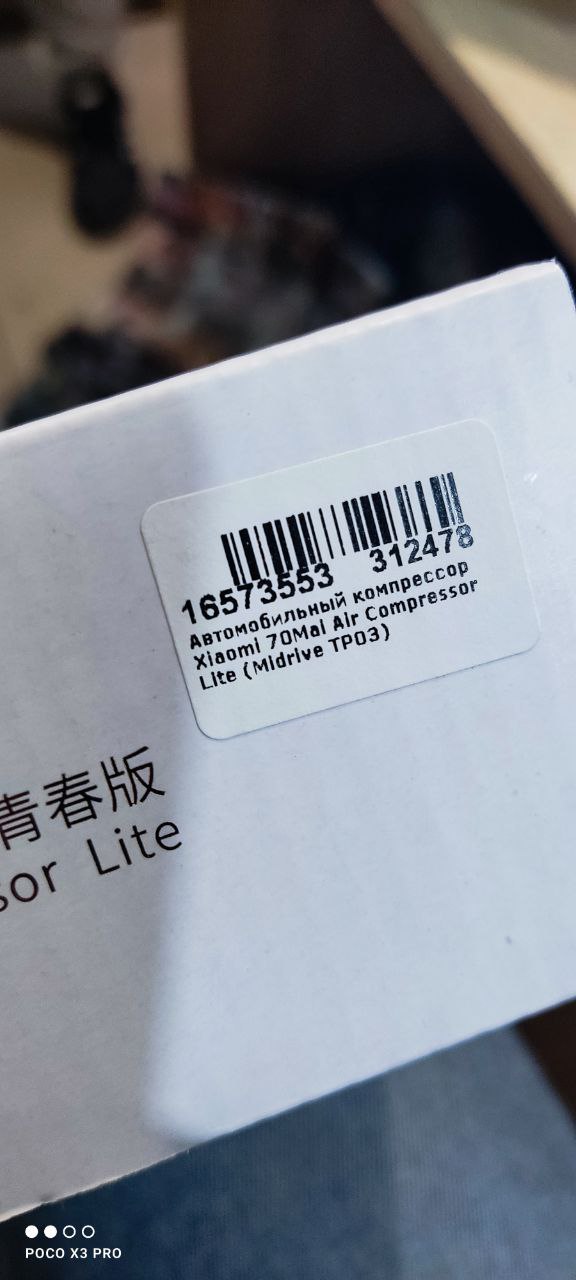 16573553 312478
Автомобильный компрессор
Xiaomi 70Mai Air Compressor
Lite (Midrive TP03)
青春版
sor Lite
POCO X3 PRO